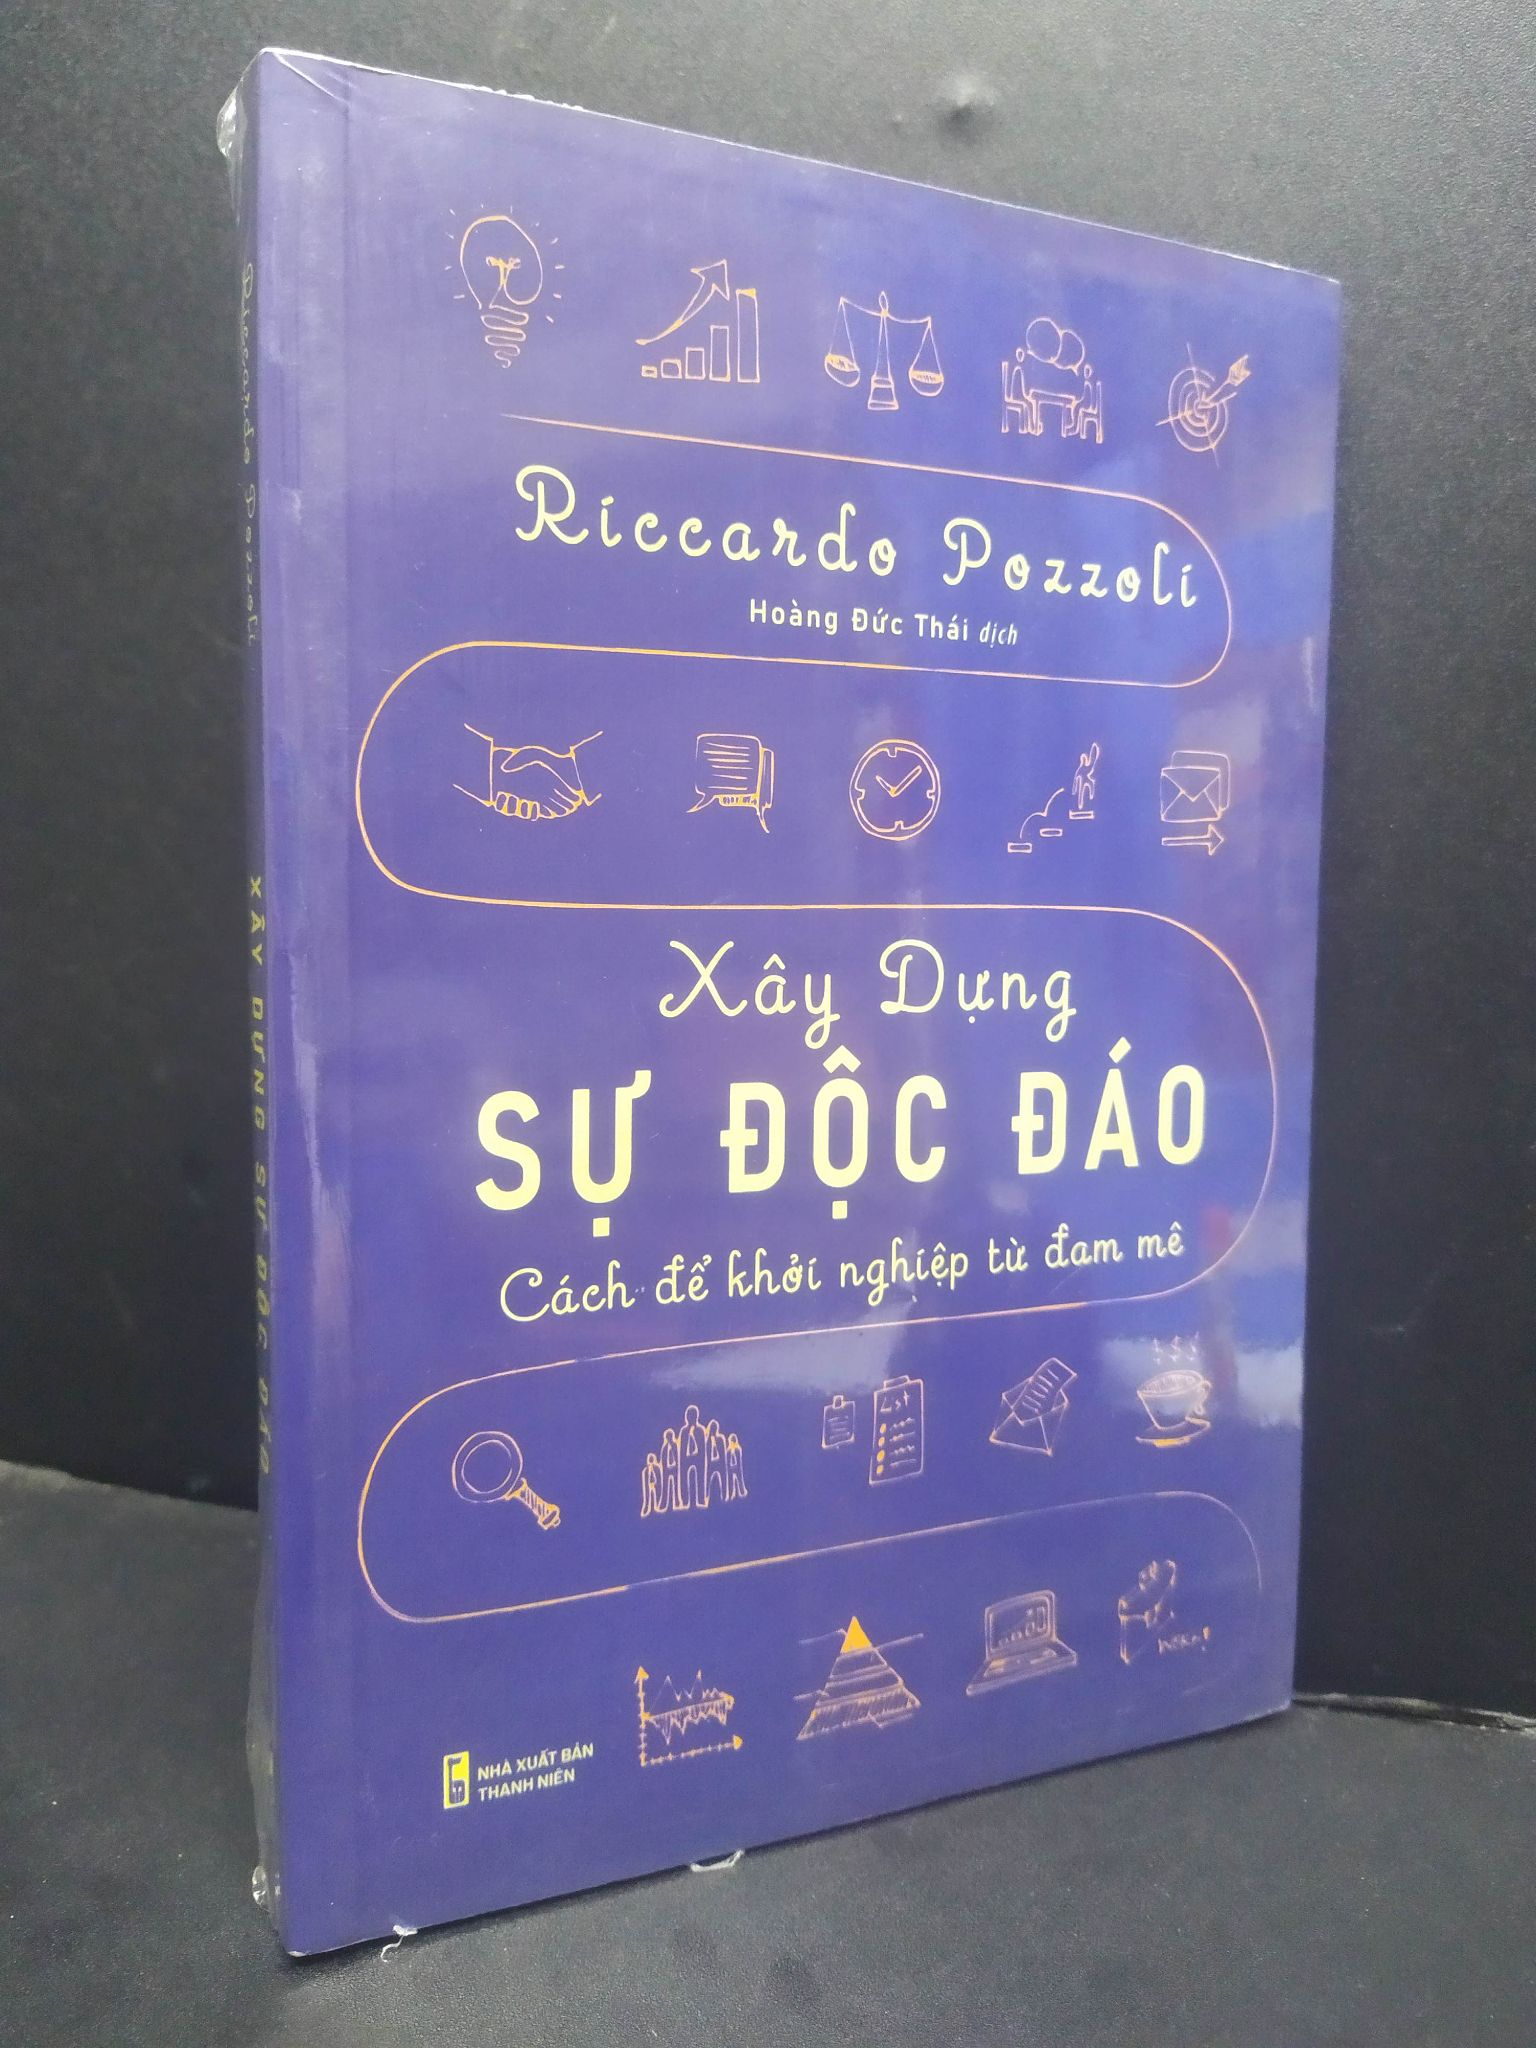 Riccardo Pozzoli
Hoàng Đức Thái dịch
Xây Dựng
SỰ ĐỘC ĐÁO
Cách để khởi nghiệp từ đam mê
List
$ $ $
NHÀ XUẤT BẢN
THANH NIÊN
Riccardo Pozzoli
XÂY DỰNG SỰ ĐỘC ĐÁO